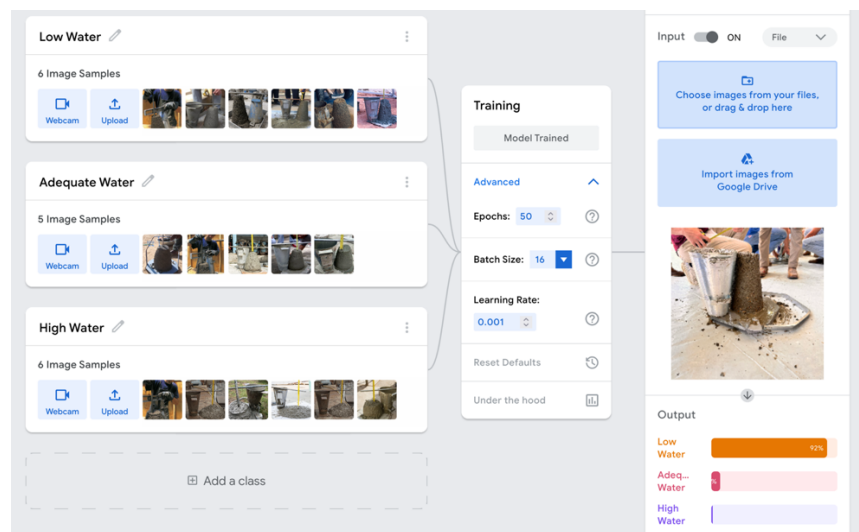 Low Water
6 Image Samples
Webcam
Upload
Adequate Water
5 Image Samples
Webcam
Upload
High Water
6 Image Samples
Webcam
Upload
Add a class
Training
Model Trained
Advanced
Epochs: 50
Batch Size: 16
Learning Rate:
0.001
Reset Defaults
Under the hood
Input ON File
Choose images from your files,
or drag & drop here
Import images from
Google Drive
Output
Low
Water
92%
Adeq...
Water
%
High
Water